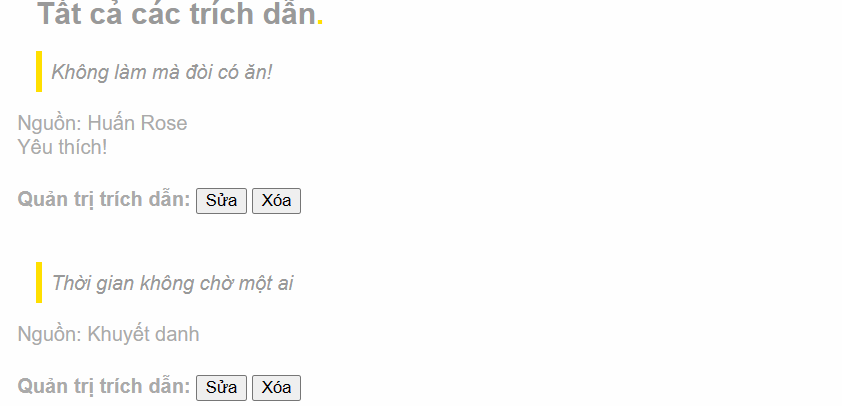 Tất cả các trích dẫn.
Không làm mà đòi có ăn!
Nguồn: Huấn Rose
Yêu thích!
Quản trị trích dẫn: Sửa Xóa
Thời gian không chờ một ai
Nguồn: Khuyết danh
Quản trị trích dẫn: Sửa Xóa